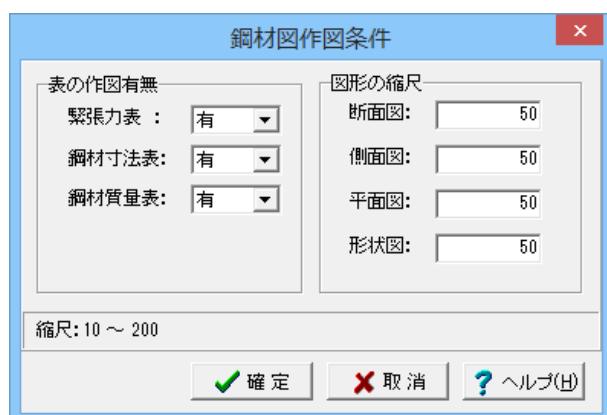 鋼材図作図条件
表の作図有無
緊張力表 : 有
鋼材寸法表: 有
鋼材質量表: 有
図形の縮尺
断面図: 50
側面図: 50
平面図: 50
形状図: 50
縮尺:10 ～ 200
確定 取消 ヘルプ(H)